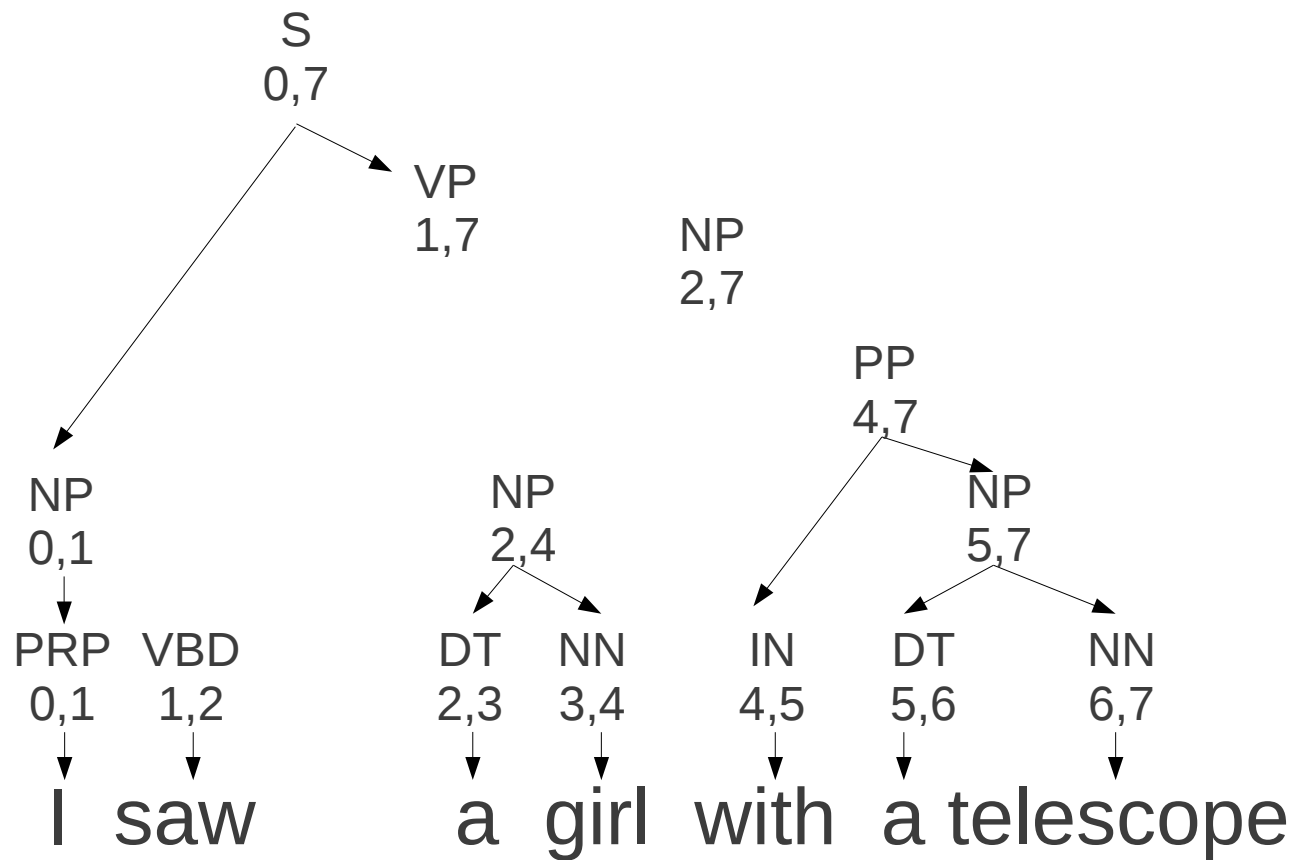 S
0,7
VP
1,7
NP
2,7
PP
4,7
NP
0,1
NP
2,4
NP
5,7
PRP VBD DT NN IN DT NN
0,1 1,2 2,3 3,4 4,5 5,6 6,7
I saw a girl with a telescope